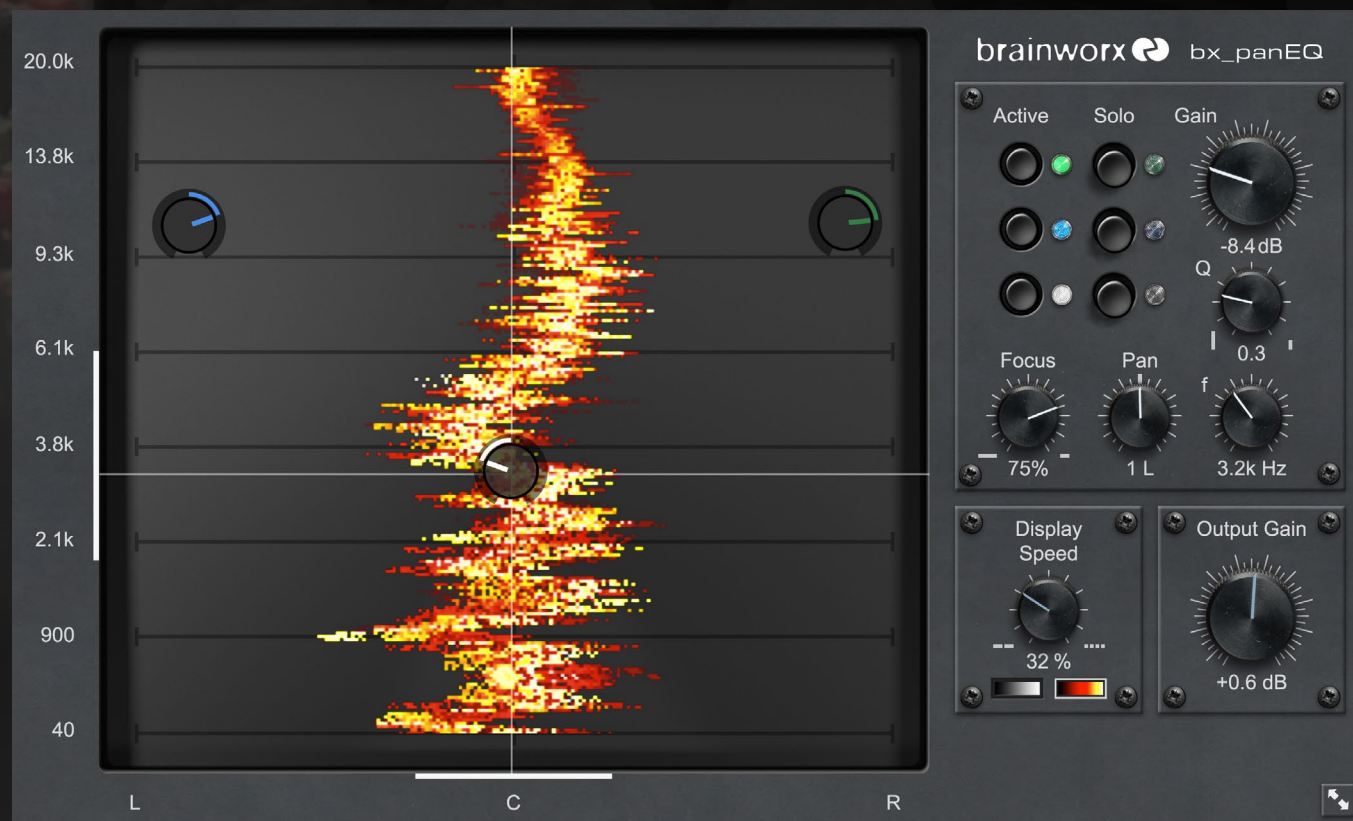 brainworx bx_panEQ
20.0k
13.8k
9.3k
6.1k
3.8k
2.1k
900
40
L C R
Active Solo Gain
-8.4 dB
Q
0.3
Focus Pan f
75% 1 L 3.2k Hz
Display
Speed
32 %
Output Gain
+0.6 dB